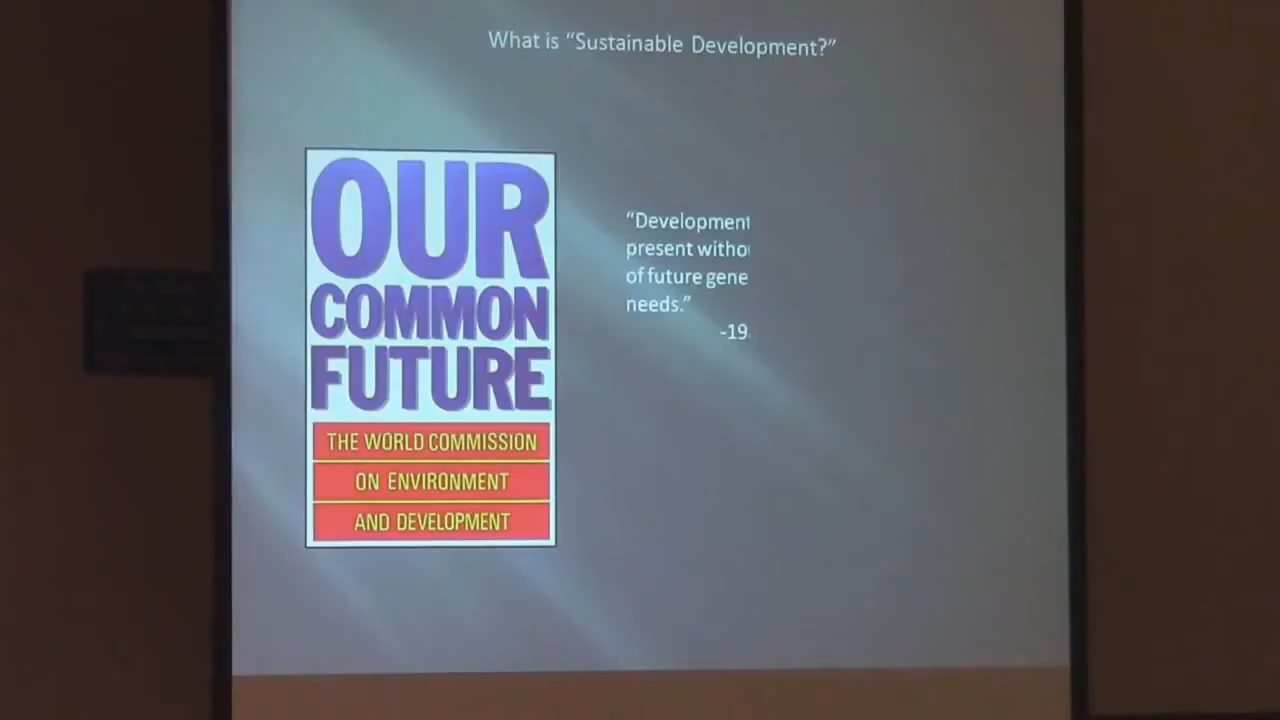 What is “Sustainable Development?”
OUR
COMMON
FUTURE
THE WORLD COMMISSION
ON ENVIRONMENT
AND DEVELOPMENT
“Development
present witho
of future gene
needs.”
-19